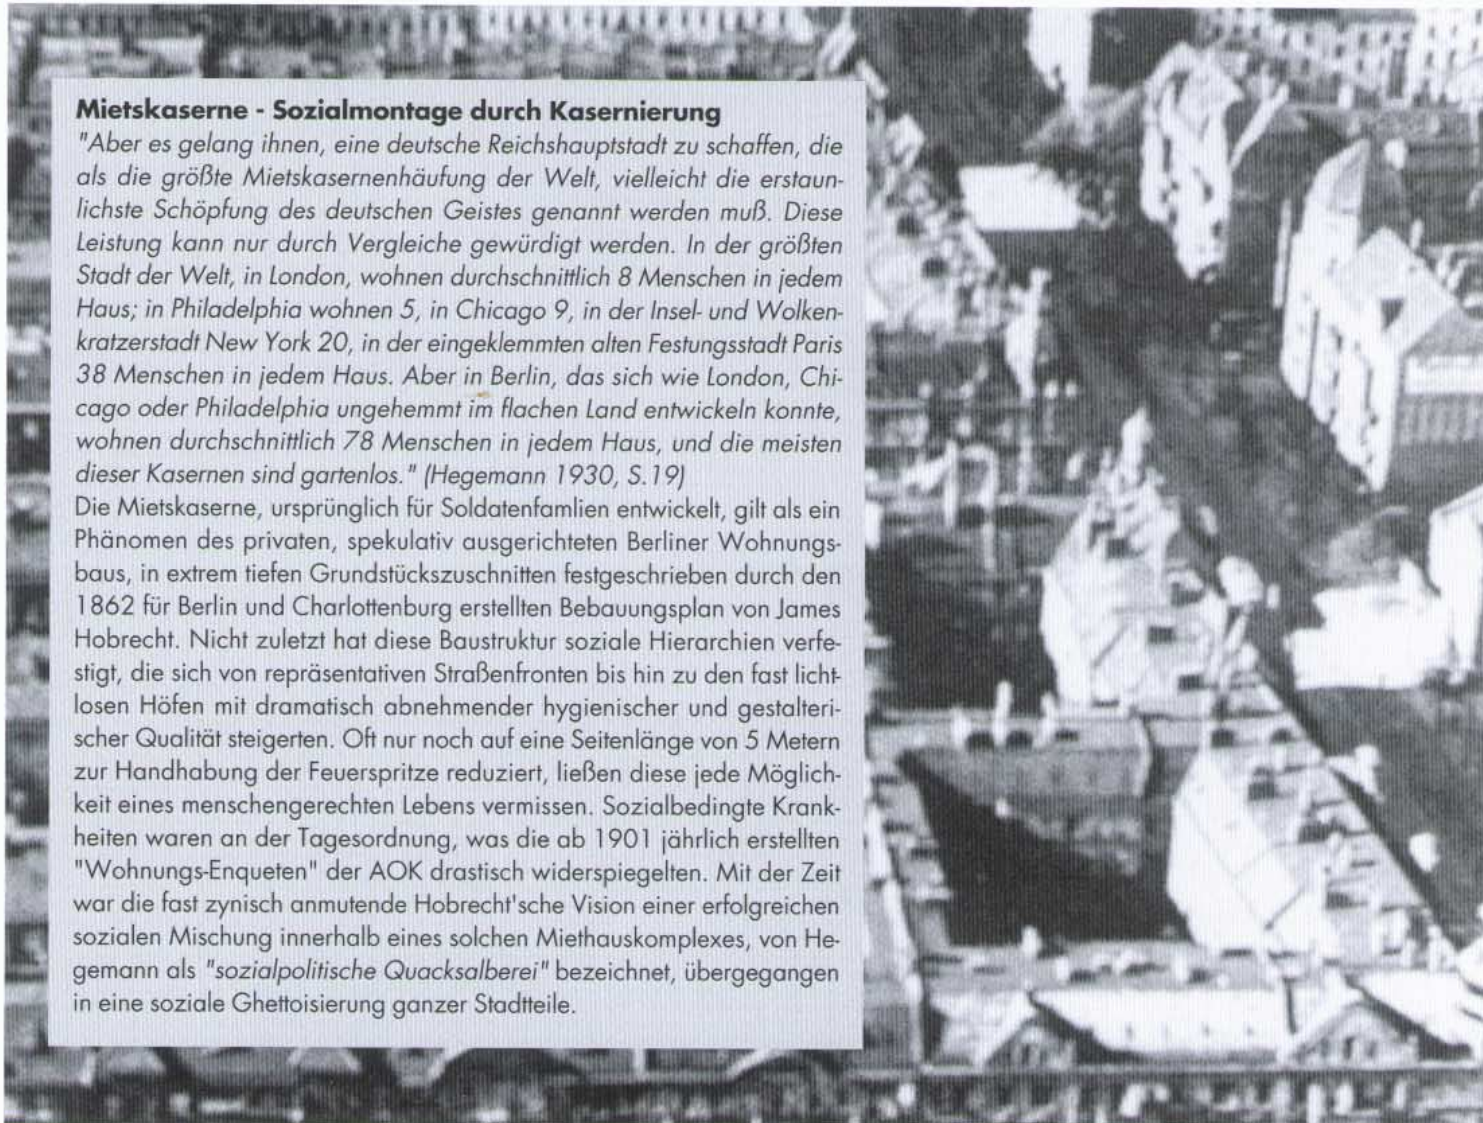 Mietskaserne - Sozialmontage durch Kasernierung
"Aber es gelang ihnen, eine deutsche Reichshauptstadt zu schaffen, die
als die größte Mietskasernenhäufung der Welt, vielleicht die erstaun-
lichste Schöpfung des deutschen Geistes genannt werden muß. Diese
Leistung kann nur durch Vergleiche gewürdigt werden. In der größten
Stadt der Welt, in London, wohnen durchschnittlich 8 Menschen in jedem
Haus; in Philadelphia wohnen 5, in Chicago 9, in der Insel- und Wolken-
kratzerstadt New York 20, in der eingeklemmten alten Festungsstadt Paris
38 Menschen in jedem Haus. Aber in Berlin, das sich wie London, Chi-
cago oder Philadelphia ungehemmt im flachen Land entwickeln konnte,
wohnen durchschnittlich 78 Menschen in jedem Haus, und die meisten
dieser Kasernen sind gartenlos." (Hegemann 1930, S.19)
Die Mietskaserne, ursprünglich für Soldatenfamlien entwickelt, gilt als ein
Phänomen des privaten, spekulativ ausgerichteten Berliner Wohnungs-
baus, in extrem tiefen Grundstückszuschnitten festgeschrieben durch den
1862 für Berlin und Charlottenburg erstellten Bebauungsplan von James
Hobrecht. Nicht zuletzt hat diese Baustruktur soziale Hierarchien verfe-
stigt, die sich von repräsentativen Straßenfronten bis hin zu den fast licht-
losen Höfen mit dramatisch abnehmender hygienischer und gestalteri-
scher Qualität steigerten. Oft nur noch auf eine Seitenlänge von 5 Metern
zur Handhabung der Feuerspritze reduziert, ließen diese jede Möglich-
keit eines menschengerechten Lebens vermissen. Sozialbedingte Krank-
heiten waren an der Tagesordnung, was die ab 1901 jährlich erstellten
"Wohnungs-Enqueten" der AOK drastisch widerspiegelten. Mit der Zeit
war die fast zynisch anmutende Hobrecht'sche Vision einer erfolgreichen
sozialen Mischung innerhalb eines solchen Miethauskomplexes, von He-
gemann als "sozialpolitische Quacksalberei" bezeichnet, übergegangen
in eine soziale Ghettoisierung ganzer Stadtteile.